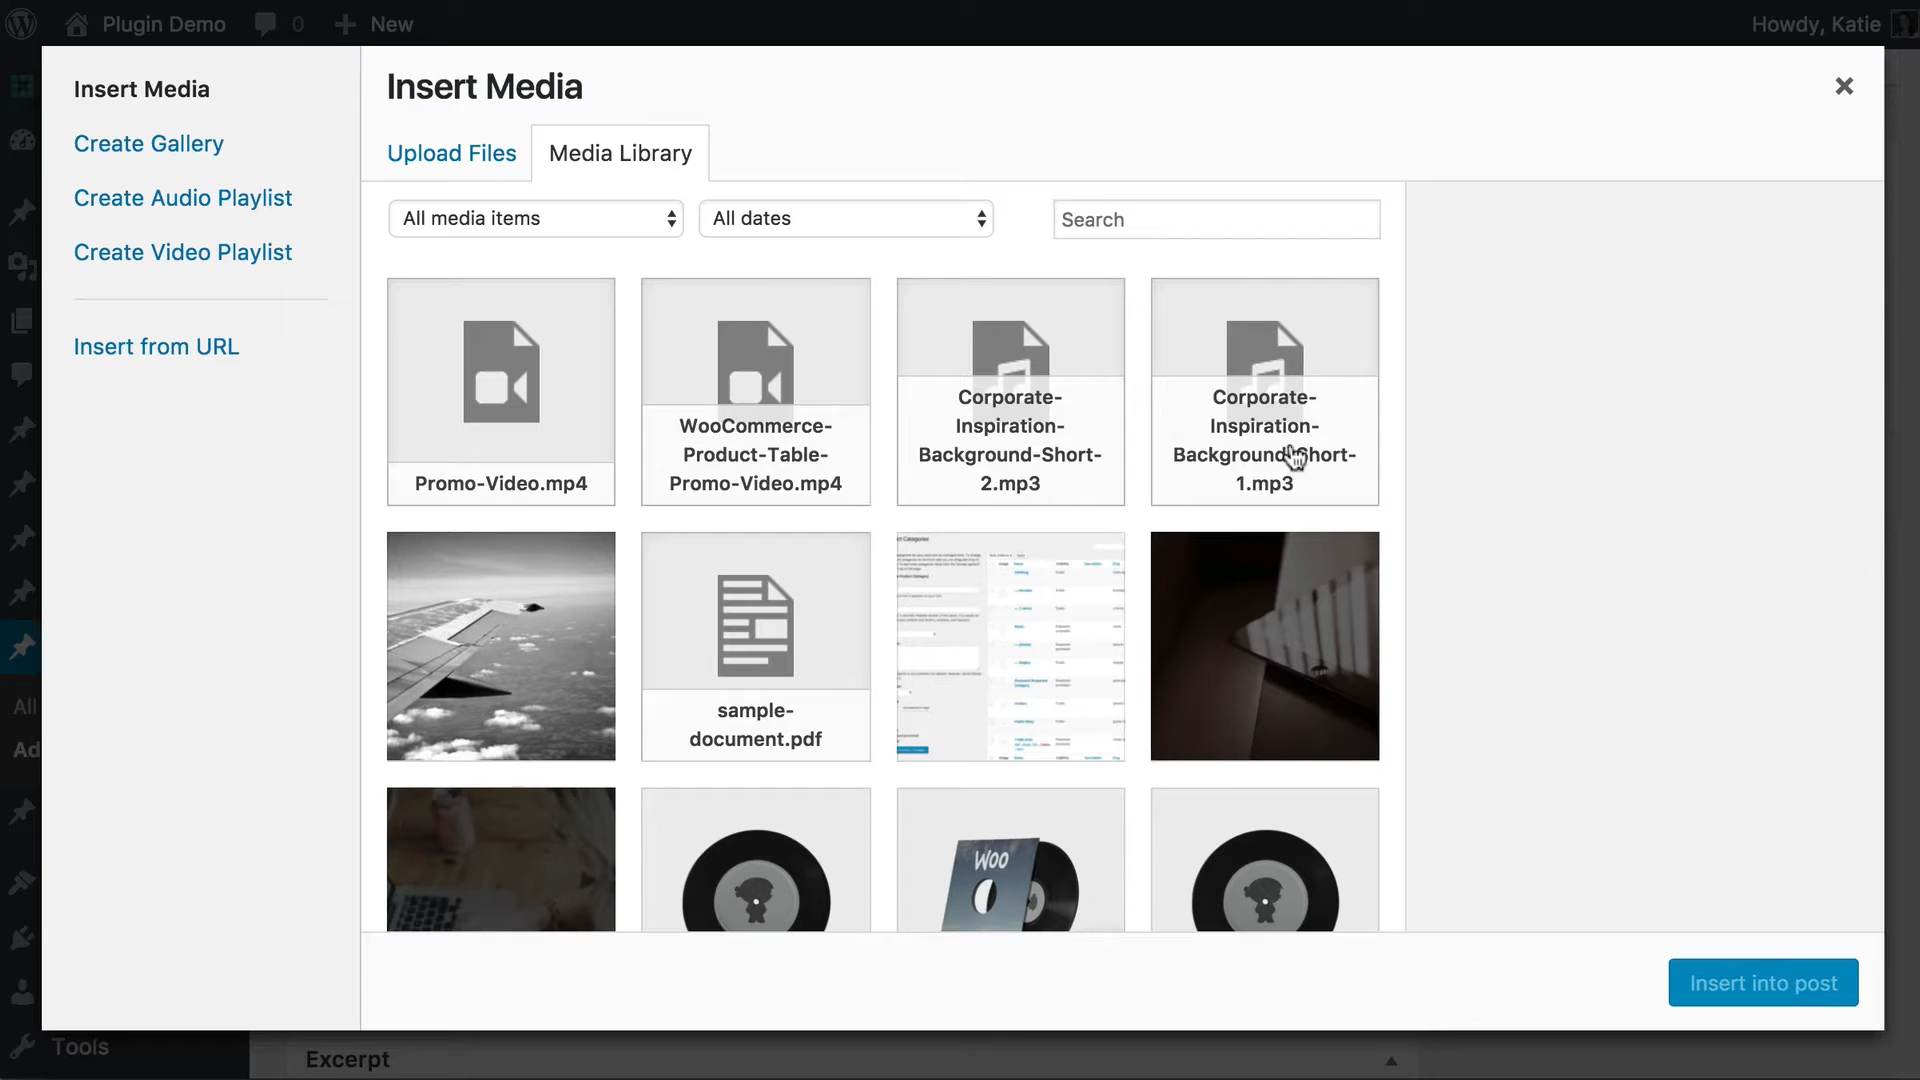 Plugin Demo
0
New
Howdy, Katie
Insert Media
Create Gallery
Create Audio Playlist
Create Video Playlist
Insert from URL
Insert Media
Upload Files
Media Library
All media items
All dates
Search
Promo-Video.mp4
WooCommerce-
Product-Table-
Promo-Video.mp4
Corporate-
Inspiration-
Background-Short-
2.mp3
Corporate-
Inspiration-
Background-Short-
1.mp3
sample-
document.pdf
WOO
All
Ad
Insert into post
Tools
Excerpt